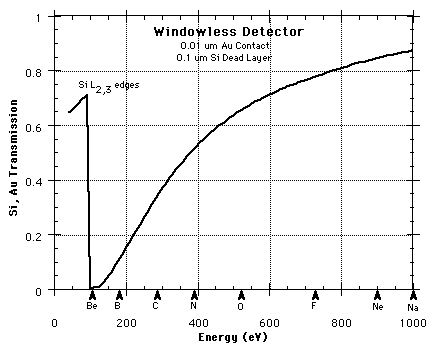 Windowless Detector
0.01 um Au Contact
0.1 um Si Dead Layer
Si L2,3 edges
Si, Au Transmission
1
0.8
0.6
0.4
0.2
0
Be B C N O F Ne Na
0 200 400 600 800 1000
Energy (eV)